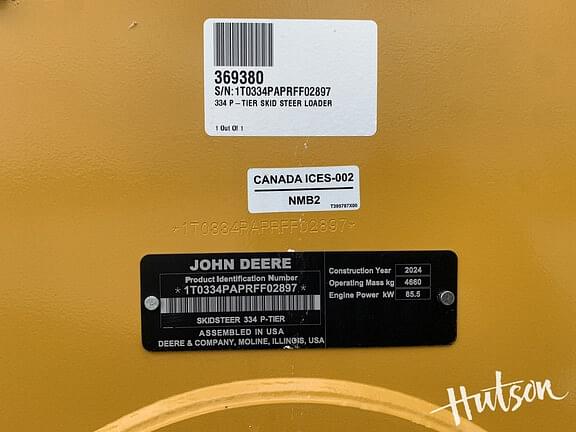 369380
S/N:1T0334PAPRFF02897
334 P-TIER SKID STEER LOADER
1 Out Of 1
CANADA ICES-002
NMB2
T399787X00
*1T0334PAPRFF02897*
JOHN DEERE
Product Identification Number
*1T0334PAPRFF02897*
SKIDSTEER 334 P-TIER
ASSEMBLED IN USA
DEERE & COMPANY, MOLINE, ILLINOIS, USA
Construction Year 2024
Operating Mass kg 4660
Engine Power kW 85.5
Hutson